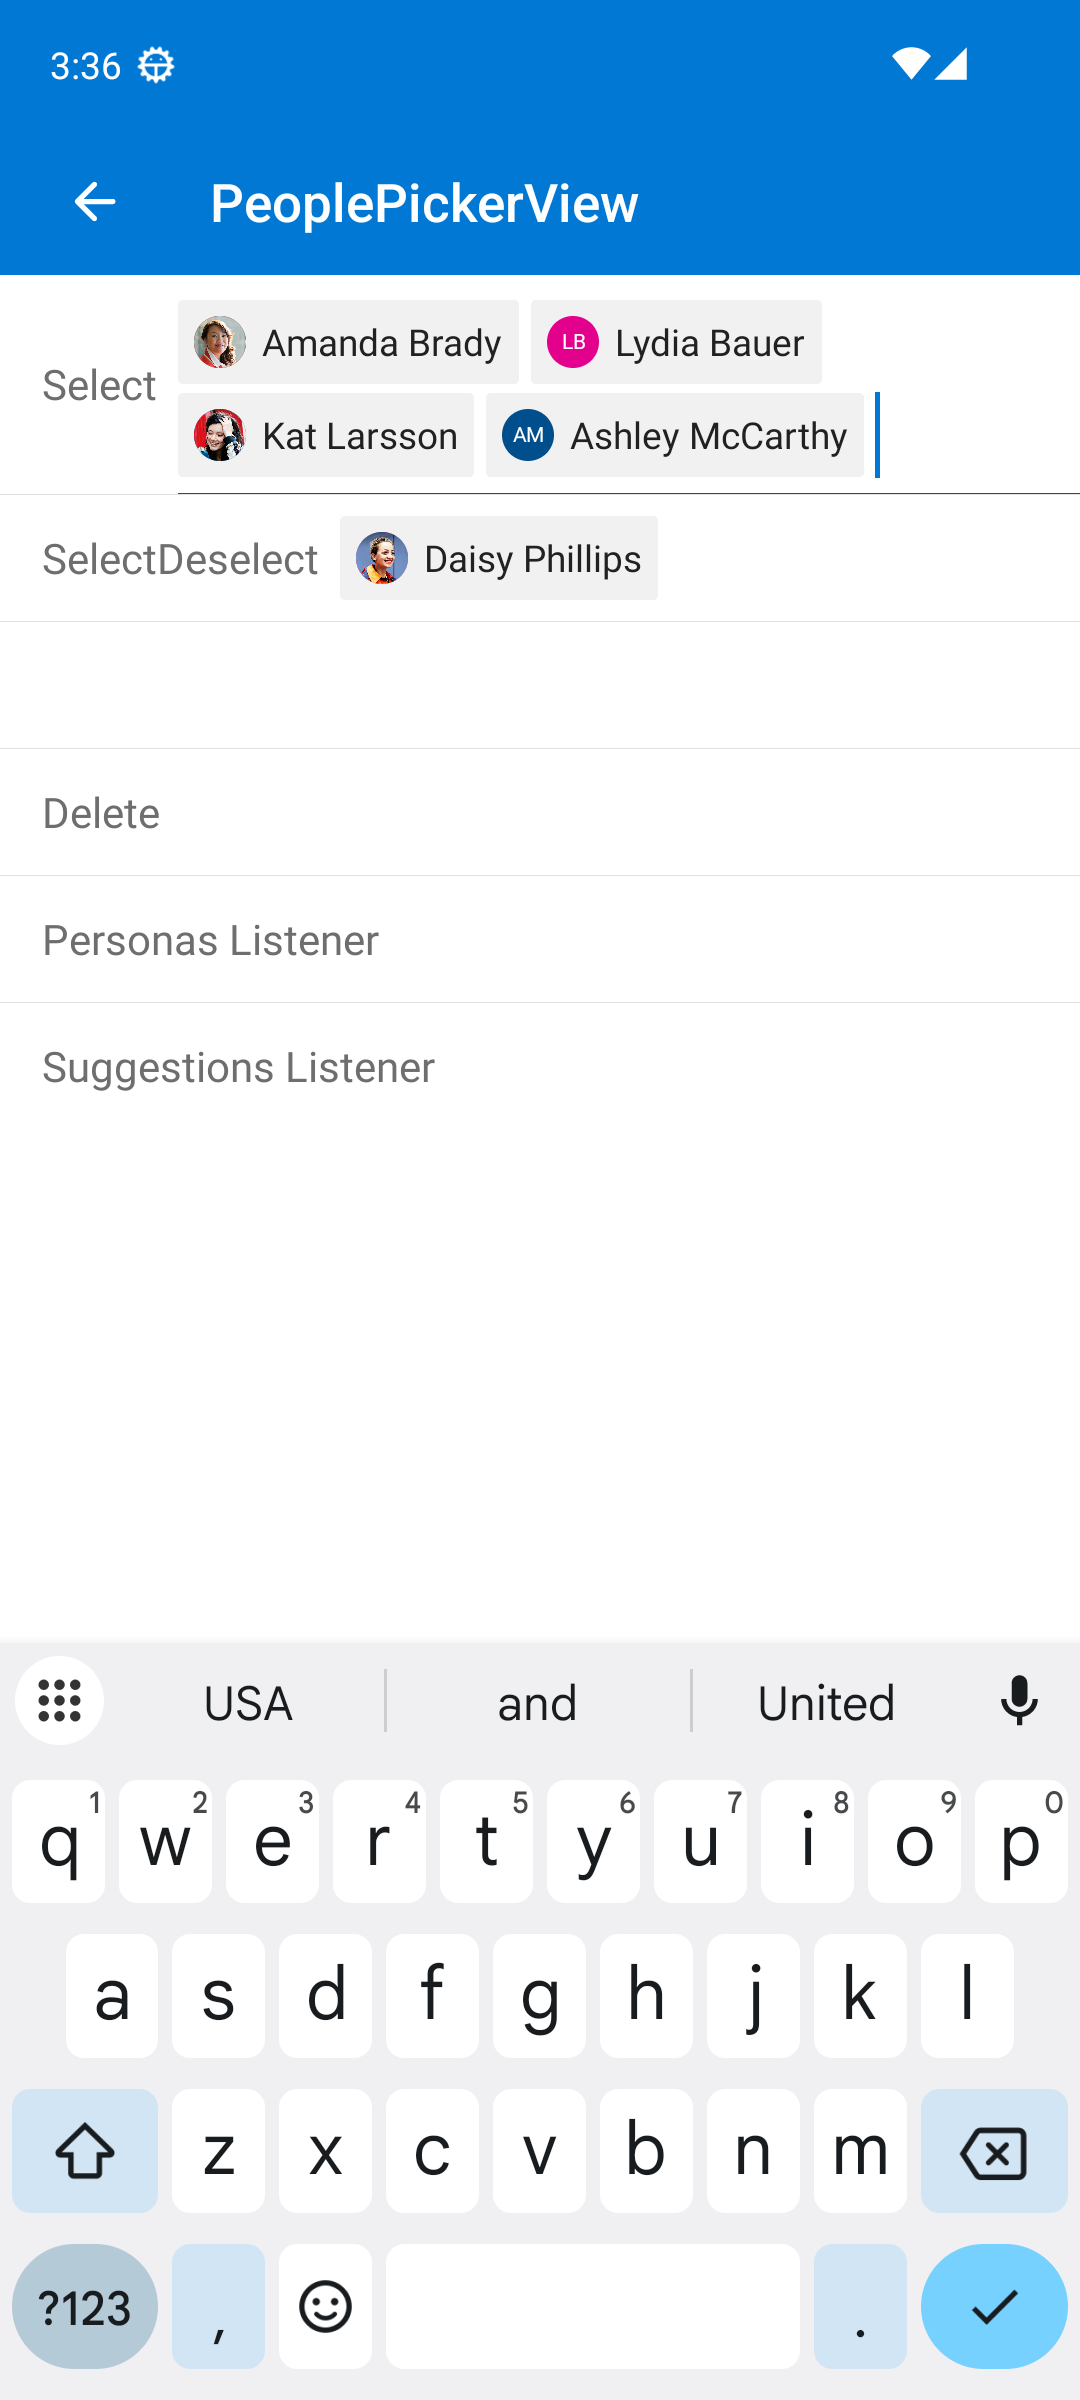 3:36
PeoplePickerView
Select
Amanda Brady LB Lydia Bauer
Kat Larsson AM Ashley McCarthy
SelectDeselect Daisy Phillips
Delete
Personas Listener
Suggestions Listener
USA and United
q1 w2 e3 r4 t5 y6 u7 i8 o9 p0
a s d f g h j k l
z x c v b n m
?123 , .